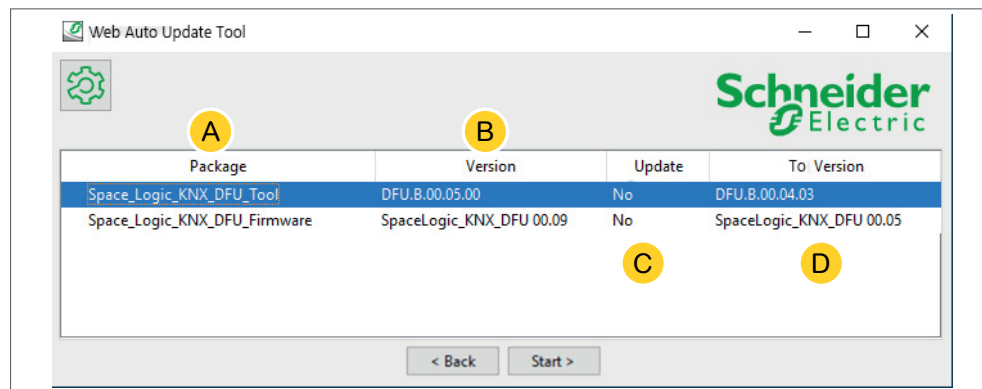 Web Auto Update Tool
Schneider
Electric
A B
Package Version Update To Version
Space_Logic_KNX_DFU_Tool DFU.B.00.05.00 No DFU.B.00.04.03
Space_Logic_KNX_DFU_Firmware SpaceLogic_KNX_DFU 00.09 No SpaceLogic_KNX_DFU 00.05
C D
< Back Start >